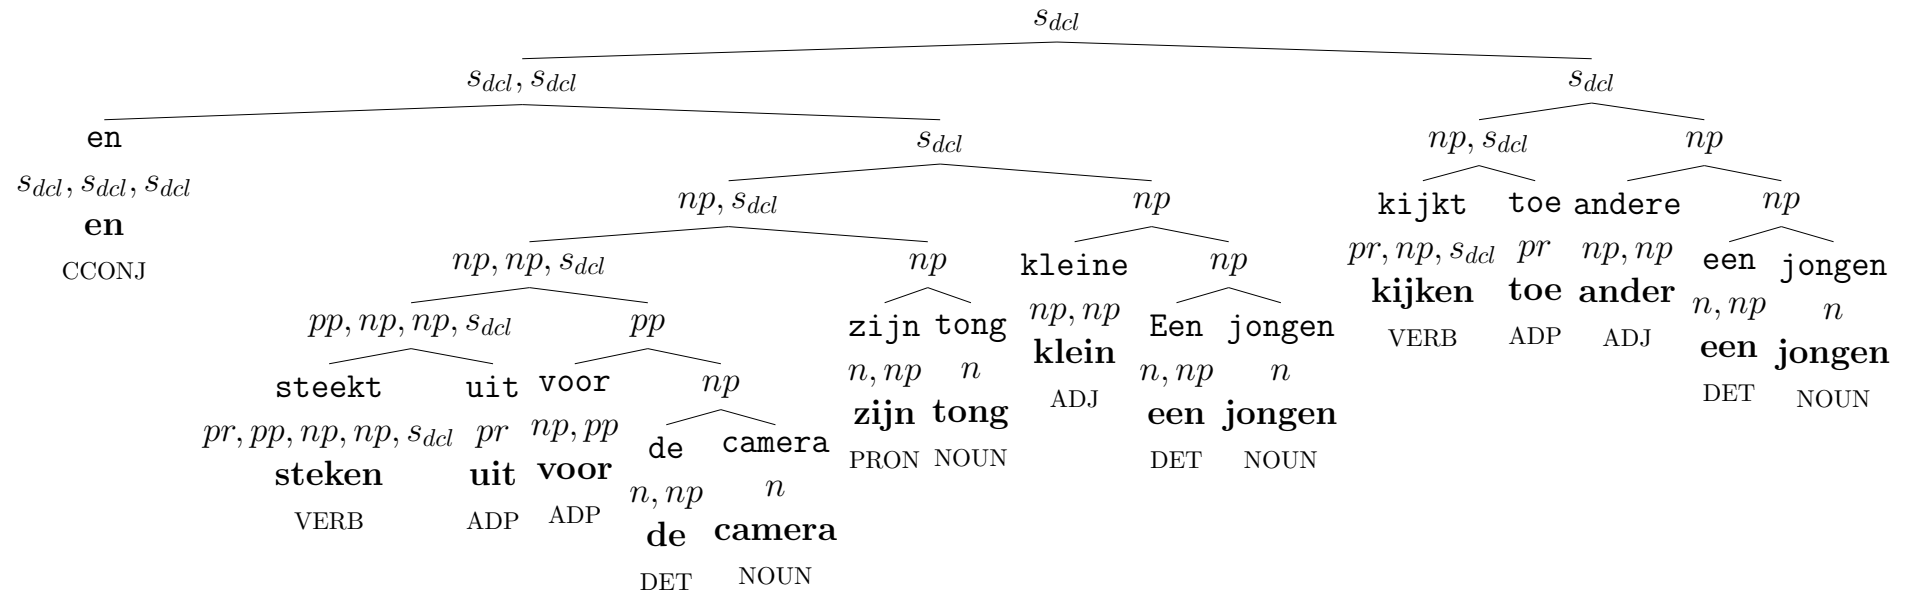 s_dcl
s_dcl, s_dcl s_dcl
en s_dcl np, s_dcl np
s_dcl, s_dcl, s_dcl np, s_dcl np kijkt toe andere np
en pr, np, s_dcl pr np, np
CCONJ np, np, s_dcl np kleine np kijken toe ander een jongen
VERB ADP ADJ n, np n
pp, np, np, s_dcl pp zijn tong np, np Een jongen een jongen
n, np n klein n, np n DET NOUN
steekt uit voor np zijn tong ADJ een jongen
pr, pp, np, np, s_dcl pr np, pp PRON NOUN DET NOUN
steken uit voor de camera
VERB ADP ADP n, np n
de camera
DET NOUN